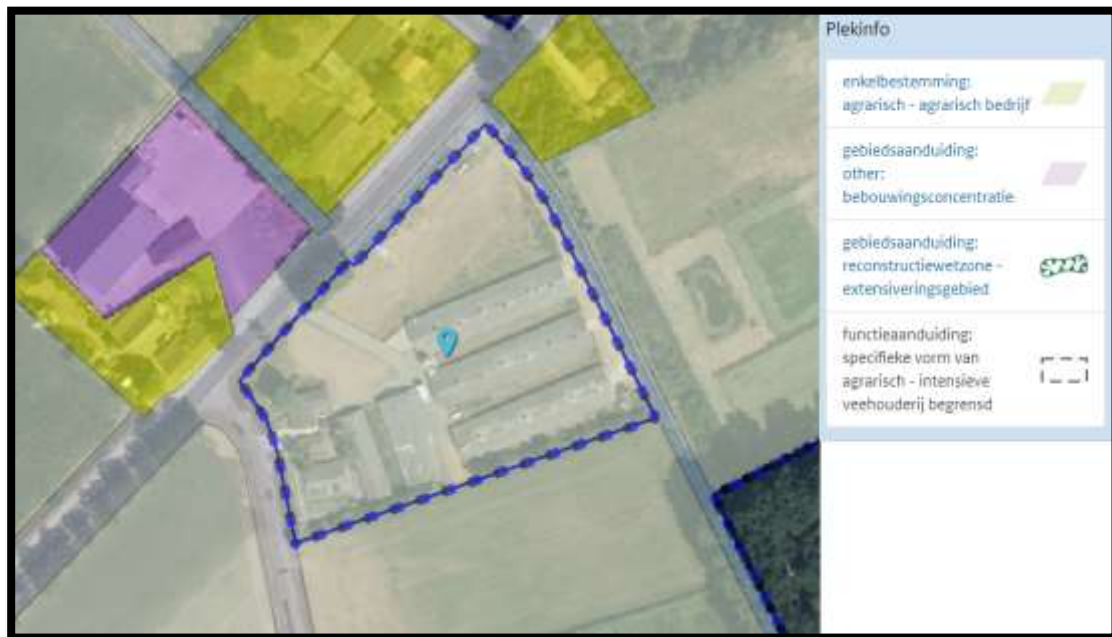 Plekinfo
enkelbestemming:
agrarisch - agrarisch bedrijf
gebiedsaanduiding:
other:
bebouwingsconcentratie
gebiedsaanduiding:
reconstructiewetzone -
extensiveringsgebied
functieaanduiding:
specifieke vorm van
agrarisch - intensieve
veehouderij begrensd